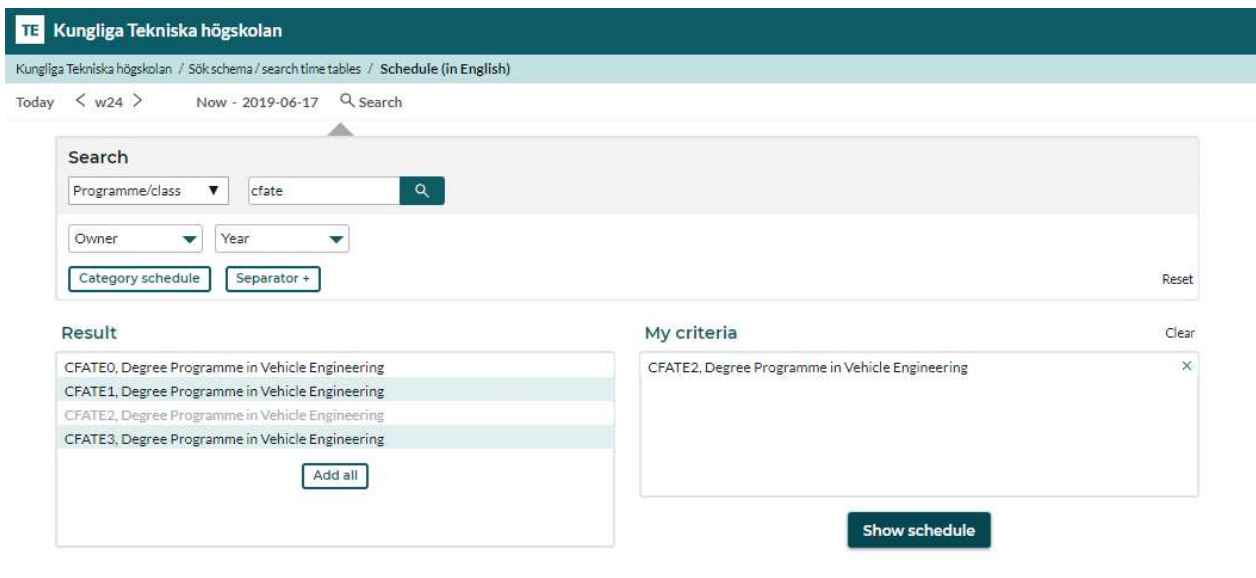 TE Kungliga Tekniska högskolan
Kungliga Tekniska högskolan / Sök schema / search time tables / Schedule (in English)
Today < w24 > Now - 2019-06-17 Search
Search
Programme/class ▼ cfate
Owner Year
Category schedule Separator + Reset
Result
CFATE0, Degree Programme in Vehicle Engineering
CFATE1, Degree Programme in Vehicle Engineering
CFATE2, Degree Programme in Vehicle Engineering
CFATE3, Degree Programme in Vehicle Engineering
Add all
My criteria Clear
CFATE2, Degree Programme in Vehicle Engineering ×
Show schedule